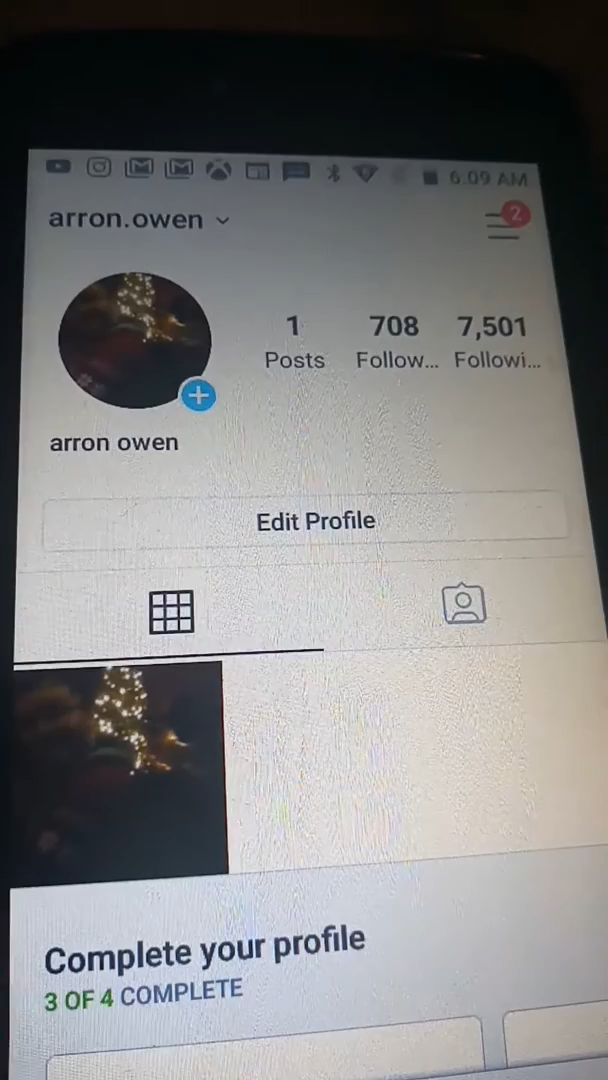 6:09 AM
arron.owen
2
1 708 7,501
Posts Follow... Followi...
arron owen
Edit Profile
Complete your profile
3 OF 4 COMPLETE